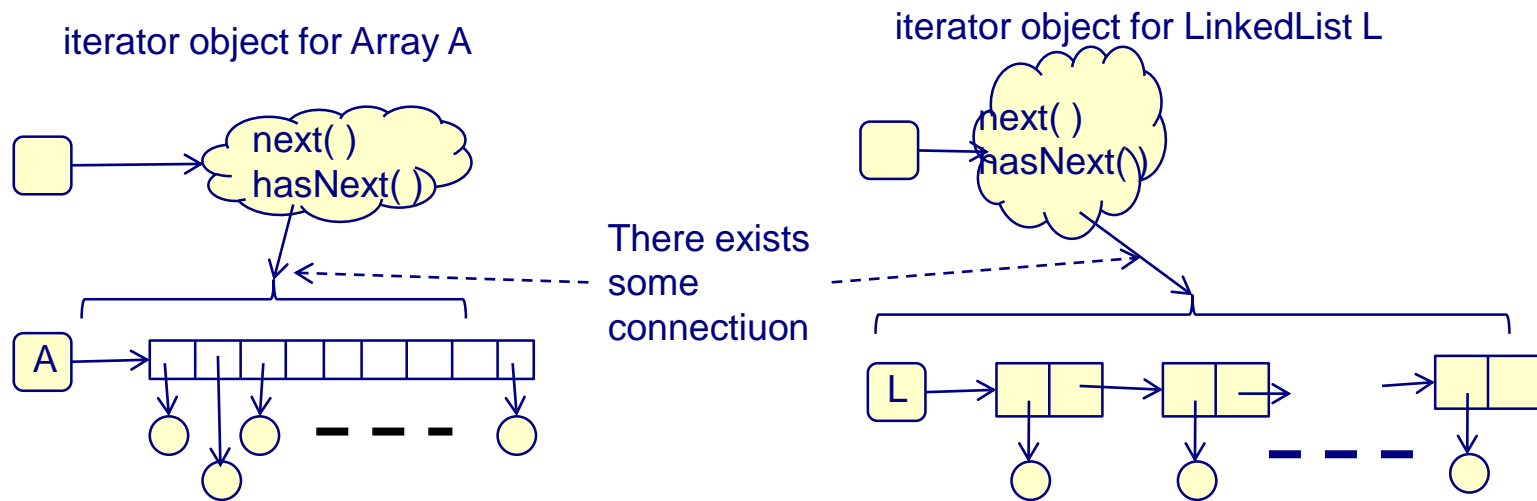 iterator object for Array A
iterator object for LinkedList L
next( )
hasNext( )
next( )
hasNext( )
There exists
some
connectiuon
A
L